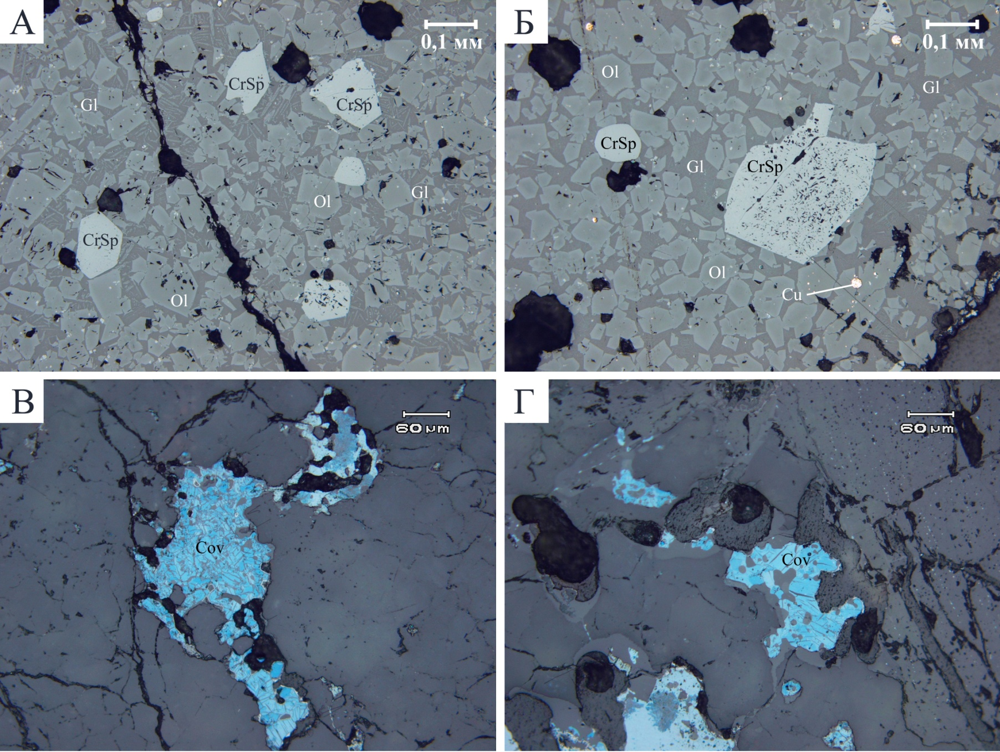 А
0,1 мм
CrSp
CrSp
Gl
Ol
Gl
CrSp
Ol
Б
0,1 мм
Ol
Gl
CrSp
Gl
CrSp
Ol
Cu
В
60 µm
Cov
Г
60 µm
Cov